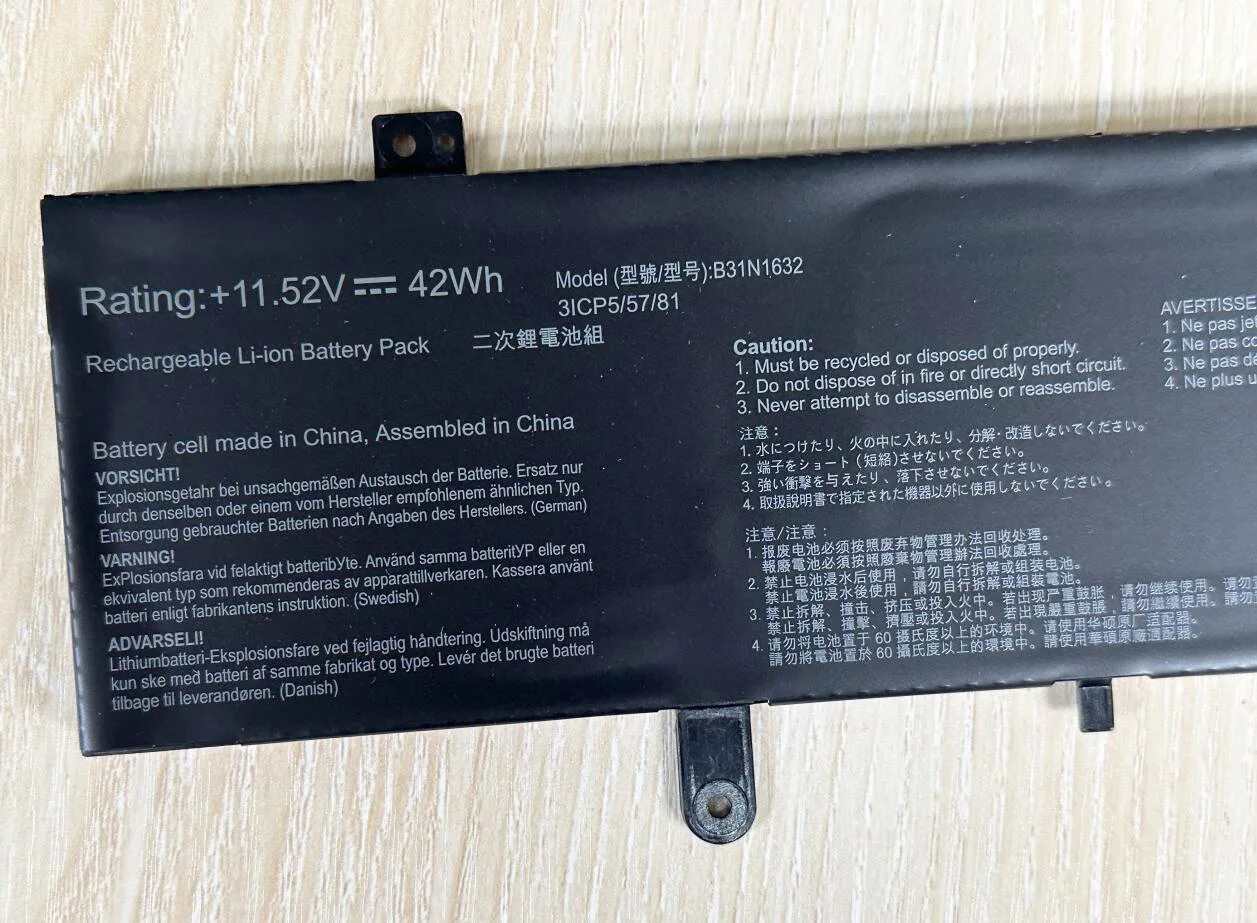 Rating:+11.52V ⎓ 42Wh
Model (型號/型号):B31N1632
3ICP5/57/81
Rechargeable Li-ion Battery Pack
二次鋰電池組
Battery cell made in China, Assembled in China
VORSICHT!
Explosionsgetahr bei unsachgemäßen Austausch der Batterie. Ersatz nur
durch denselben oder einem vom Hersteller empfohlenem ähnlichen Typ.
Entsorgung gebrauchter Batterien nach Angaben des Herstellers. (German)
VARNING!
ExPlosionsfara vid felaktigt batteribYte. Använd samma batteritYP eller en
ekvivalent typ som rekommenderas av apparattillverkaren. Kassera använt
batteri enligt fabrikantens instruktion. (Swedish)
ADVARSELI!
Lithiumbatteri-Eksplosionsfare ved fejlagtig håndtering. Udskiftning må
kun ske med batteri af samme fabrikat og type. Levér det brugte batteri
tilbage til leverandøren. (Danish)
Caution:
1. Must be recycled or disposed of properly.
2. Do not dispose of in fire or directly short circuit.
3. Never attempt to disassemble or reassemble.
注意：
1. 水につけたり、火の中に入れたり、分解·改造しないでください。
2. 端子をショート（短絡)させないでください。
3. 強い衝撃を与えたり、落下させないでください。
4. 取扱說明書で指定された機器以外に使用しないでください。
注意/注意：
1. 报废电池必须按照废弃物管理办法回收处理。
報廢電池必須按照廢棄物管理辦法回收處理。
2. 禁止电池浸水后使用，请勿自行拆解或组装电池。
禁止電池浸水後使用，請勿自行拆解或組裝電池。
3. 禁止拆解、撞击、挤压或投入火中。若出现严重鼓胀，请勿继续使用。请勿
禁止拆解、撞擊、擠壓或投入火中。若出現嚴重鼓脹，請勿繼續使用。請勿
4. 请勿将电池置于 60 摄氏度以上的环境中。请使用华硕原厂适配器。
請勿將電池置於 60 攝氏度以上的環境中。請使用華碩原廠適配器。
AVERTISSE
1. Ne pas jet
2. Ne pas co
3. Ne pas dé
4. Ne plus u